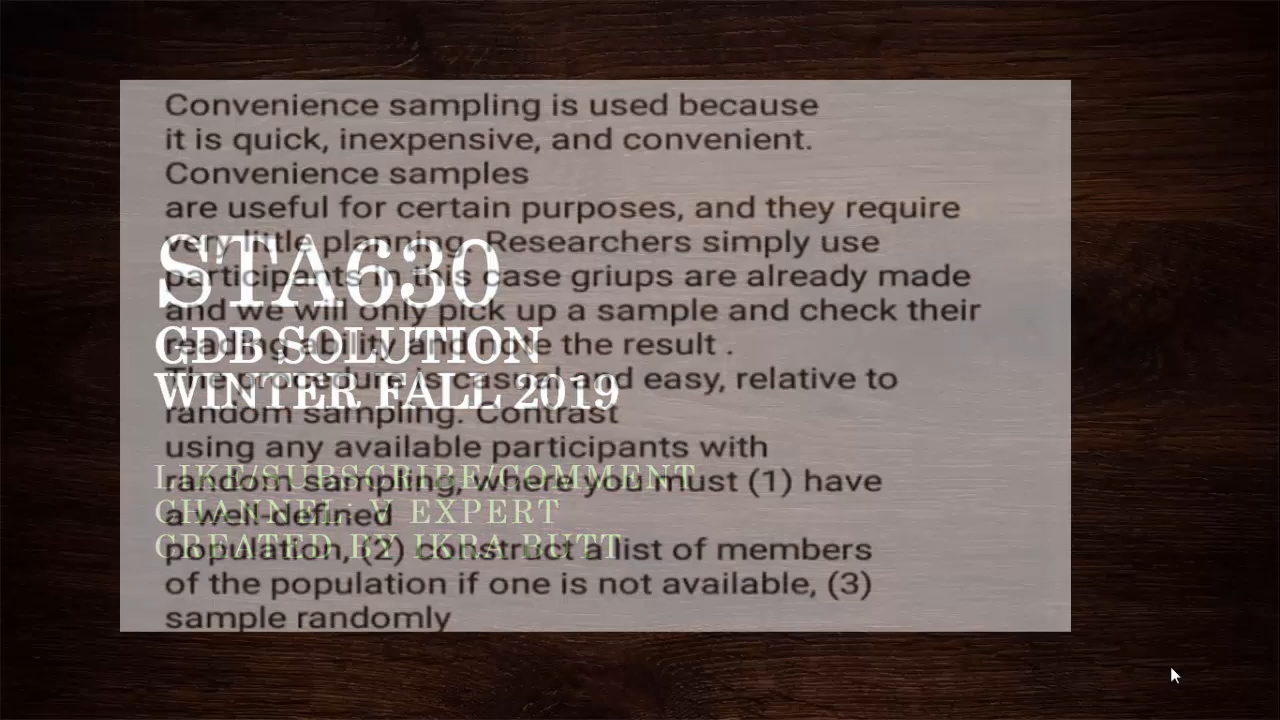 Convenience sampling is used because
it is quick, inexpensive, and convenient.
Convenience samples
are useful for certain purposes, and they require
very little planning. Researchers simply use
participants in this case griups are already made
and we will only pick up a sample and check their
reading ability and note the result .
The procedure is casual and easy, relative to
random sampling. Contrast
using any available participants with
random sampling, where you must (1) have
a well-defined
population, (2) construct a list of members
of the population if one is not available, (3)
sample randomly
STA630
GDB SOLUTION
WINTER FALL 2019
LIKE/SUBSCRIBE/COMMENT
CHANNEL: V EXPERT
CREATED BY IKRA BUTT